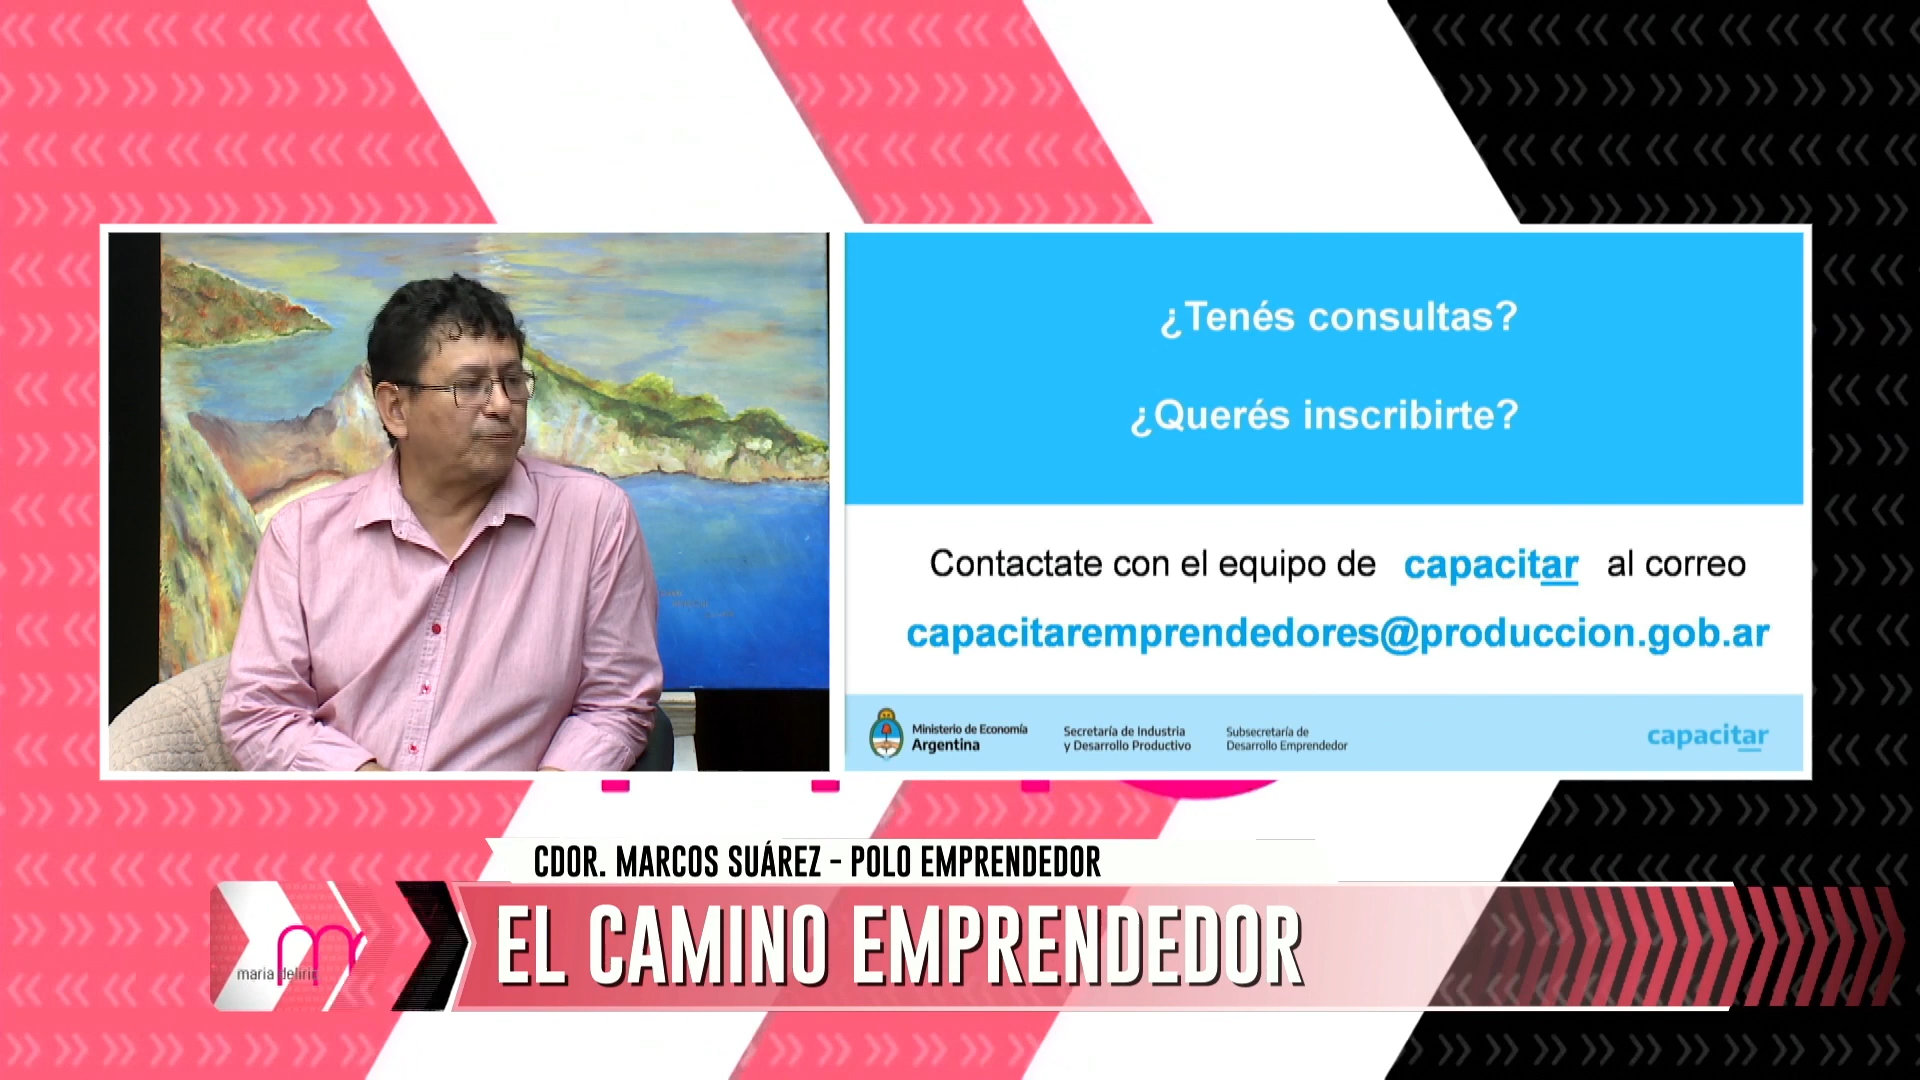 ¿Tenés consultas?
¿Querés inscribirte?
Contactate con el equipo de capacitar al correo
capacitaremprendedores@produccion.gob.ar
Ministerio de Economía
Argentina
Secretaría de Industria
y Desarrollo Productivo
Subsecretaría de
Desarrollo Emprendedor
capacitar
CDOR. MARCOS SUÁREZ - POLO EMPRENDEDOR
EL CAMINO EMPRENDEDOR
maria